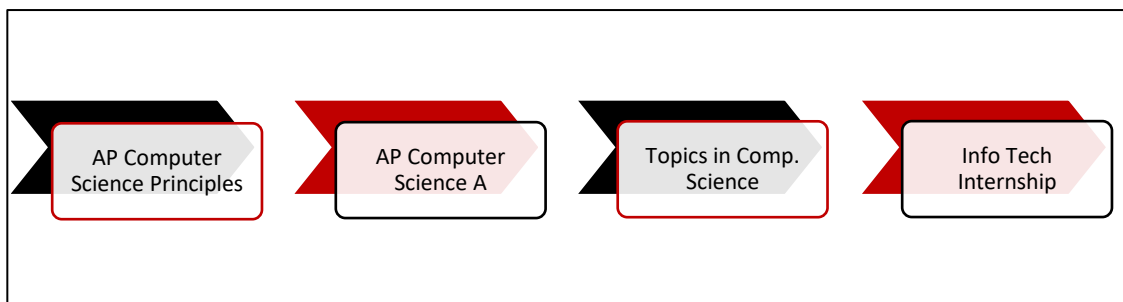 AP Computer
Science Principles
AP Computer
Science A
Topics in Comp.
Science
Info Tech
Internship